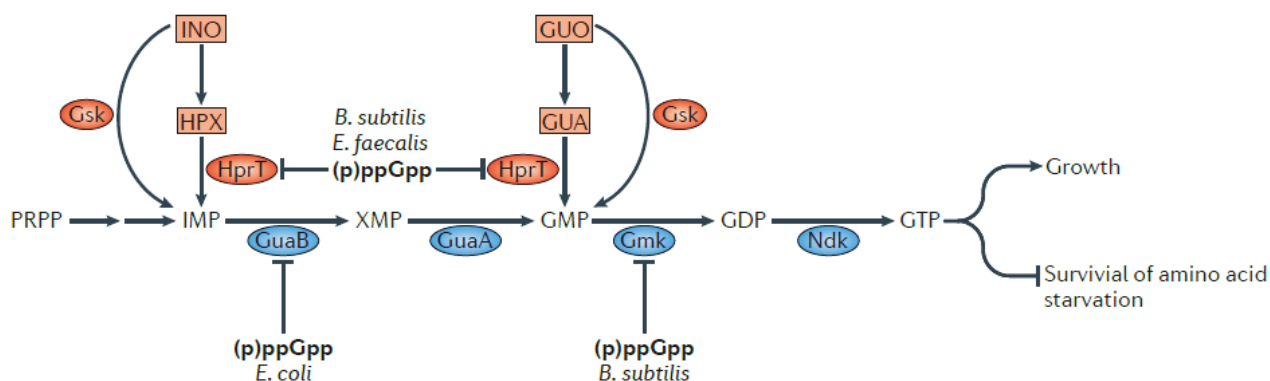 INO
GUO
Gsk
Gsk
HPX
B. subtilis
E. faecalis
(p)ppGpp
GUA
HprT
HprT
PRPP
IMP
XMP
GMP
GDP
GTP
Growth
GuaB
GuaA
Gmk
Ndk
Survivial of amino acid
starvation
(p)ppGpp
E. coli
(p)ppGpp
B. subtilis